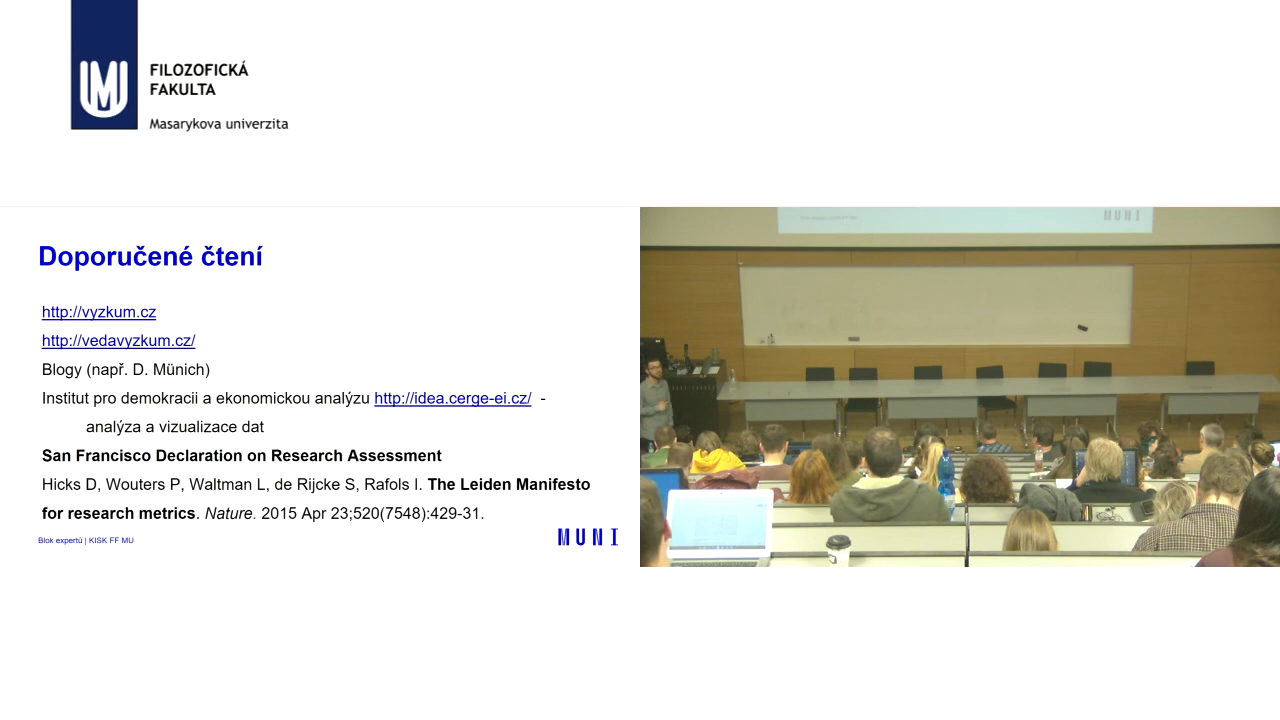 FILOZOFICKÁ
FAKULTA
Masarykova univerzita
Doporučené čtení
http://vyzkum.cz
http://vedavyzkum.cz/
Blogy (např. D. Münich)
Institut pro demokracii a ekonomickou analýzu http://idea.cerge-ei.cz/ -
analýza a vizualizace dat
San Francisco Declaration on Research Assessment
Hicks D, Wouters P, Waltman L, de Rijcke S, Rafols I. The Leiden Manifesto
for research metrics. Nature. 2015 Apr 23;520(7548):429-31.
Blok expertů | KISK FF MU
MUNI
MUNI